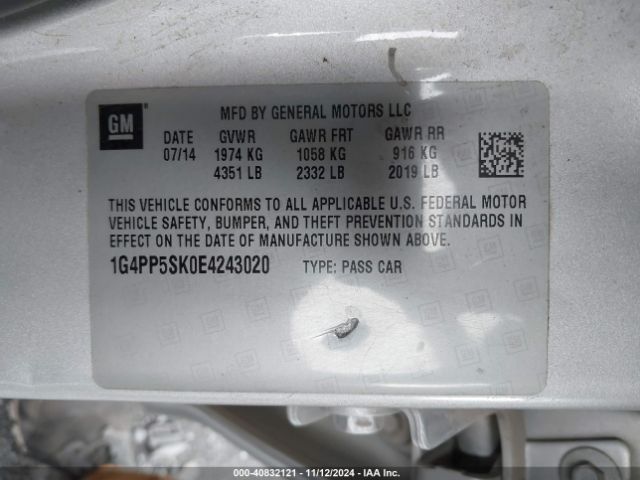 GM
MFD BY GENERAL MOTORS LLC
DATE GVWR GAWR FRT GAWR RR
07/14 1974 KG 1058 KG 916 KG
4351 LB 2332 LB 2019 LB
THIS VEHICLE CONFORMS TO ALL APPLICABLE U.S. FEDERAL MOTOR
VEHICLE SAFETY, BUMPER, AND THEFT PREVENTION STANDARDS IN
EFFECT ON THE DATE OF MANUFACTURE SHOWN ABOVE.
1G4PP5SK0E4243020 TYPE: PASS CAR
000-40832121 - 11/12/2024 - IAA Inc.